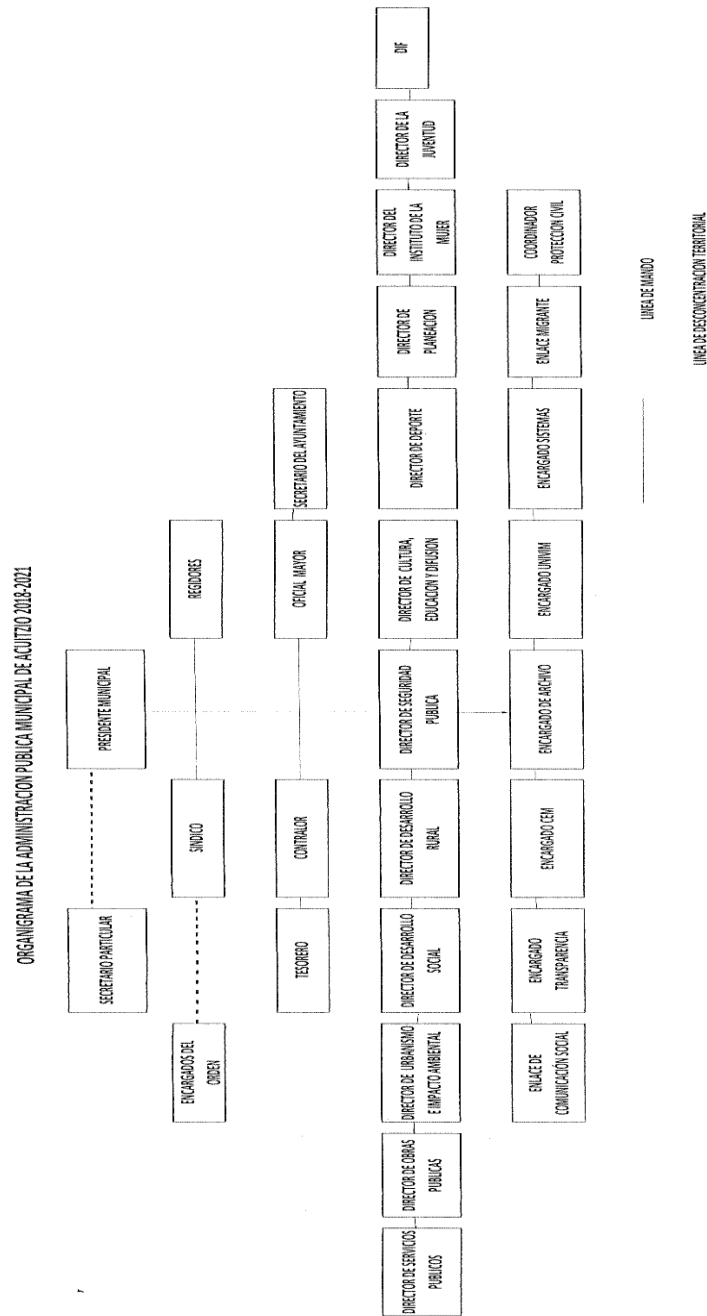 ORGANIGRAMA DE LA ADMINISTRACION PUBLICA MUNICIPAL DE ACUITZIO 2018-2021
SECRETARIO PARTICULAR
PRESIDENTE MUNICIPAL
ENCARGADOS DEL
ORDEN
SINDICO
REGIDORES
TESORERO
CONTRALOR
OFICIAL MAYOR
SECRETARIO DEL AYUNTAMIENTO
DIRECTOR DE SERVICIOS
PUBLICOS
DIRECTOR DE OBRAS
PUBLICAS
DIRECTOR DE URBANISMO
E IMPACTO AMBIENTAL
DIRECTOR DE DESARROLLO
SOCIAL
DIRECTOR DE DESARROLLO
RURAL
DIRECTOR DE SEGURIDAD
PUBLICA
DIRECTOR DE CULTURA,
EDUCACION Y DIFUSION
DIRECTOR DE DEPORTE
DIRECTOR DE
PLANEACION
DIRECTOR DEL
INSTITUTO DE LA
MUJER
DIRECTOR DE LA
JUVENTUD
DIF
ENLACE DE
COMUNICACIÓN SOCIAL
ENCARGADO
TRANSPARENCIA
ENCARGADO CEM
ENCARGADO DE ARCHIVO
ENCARGADO UNIVIM
ENCARGADO SISTEMAS
ENLACE MIGRANTE
COORDINADOR
PROTECCION CIVIL
LINEA DE MANDO
LINEA DE DESCONCENTRACION TERRITORIAL